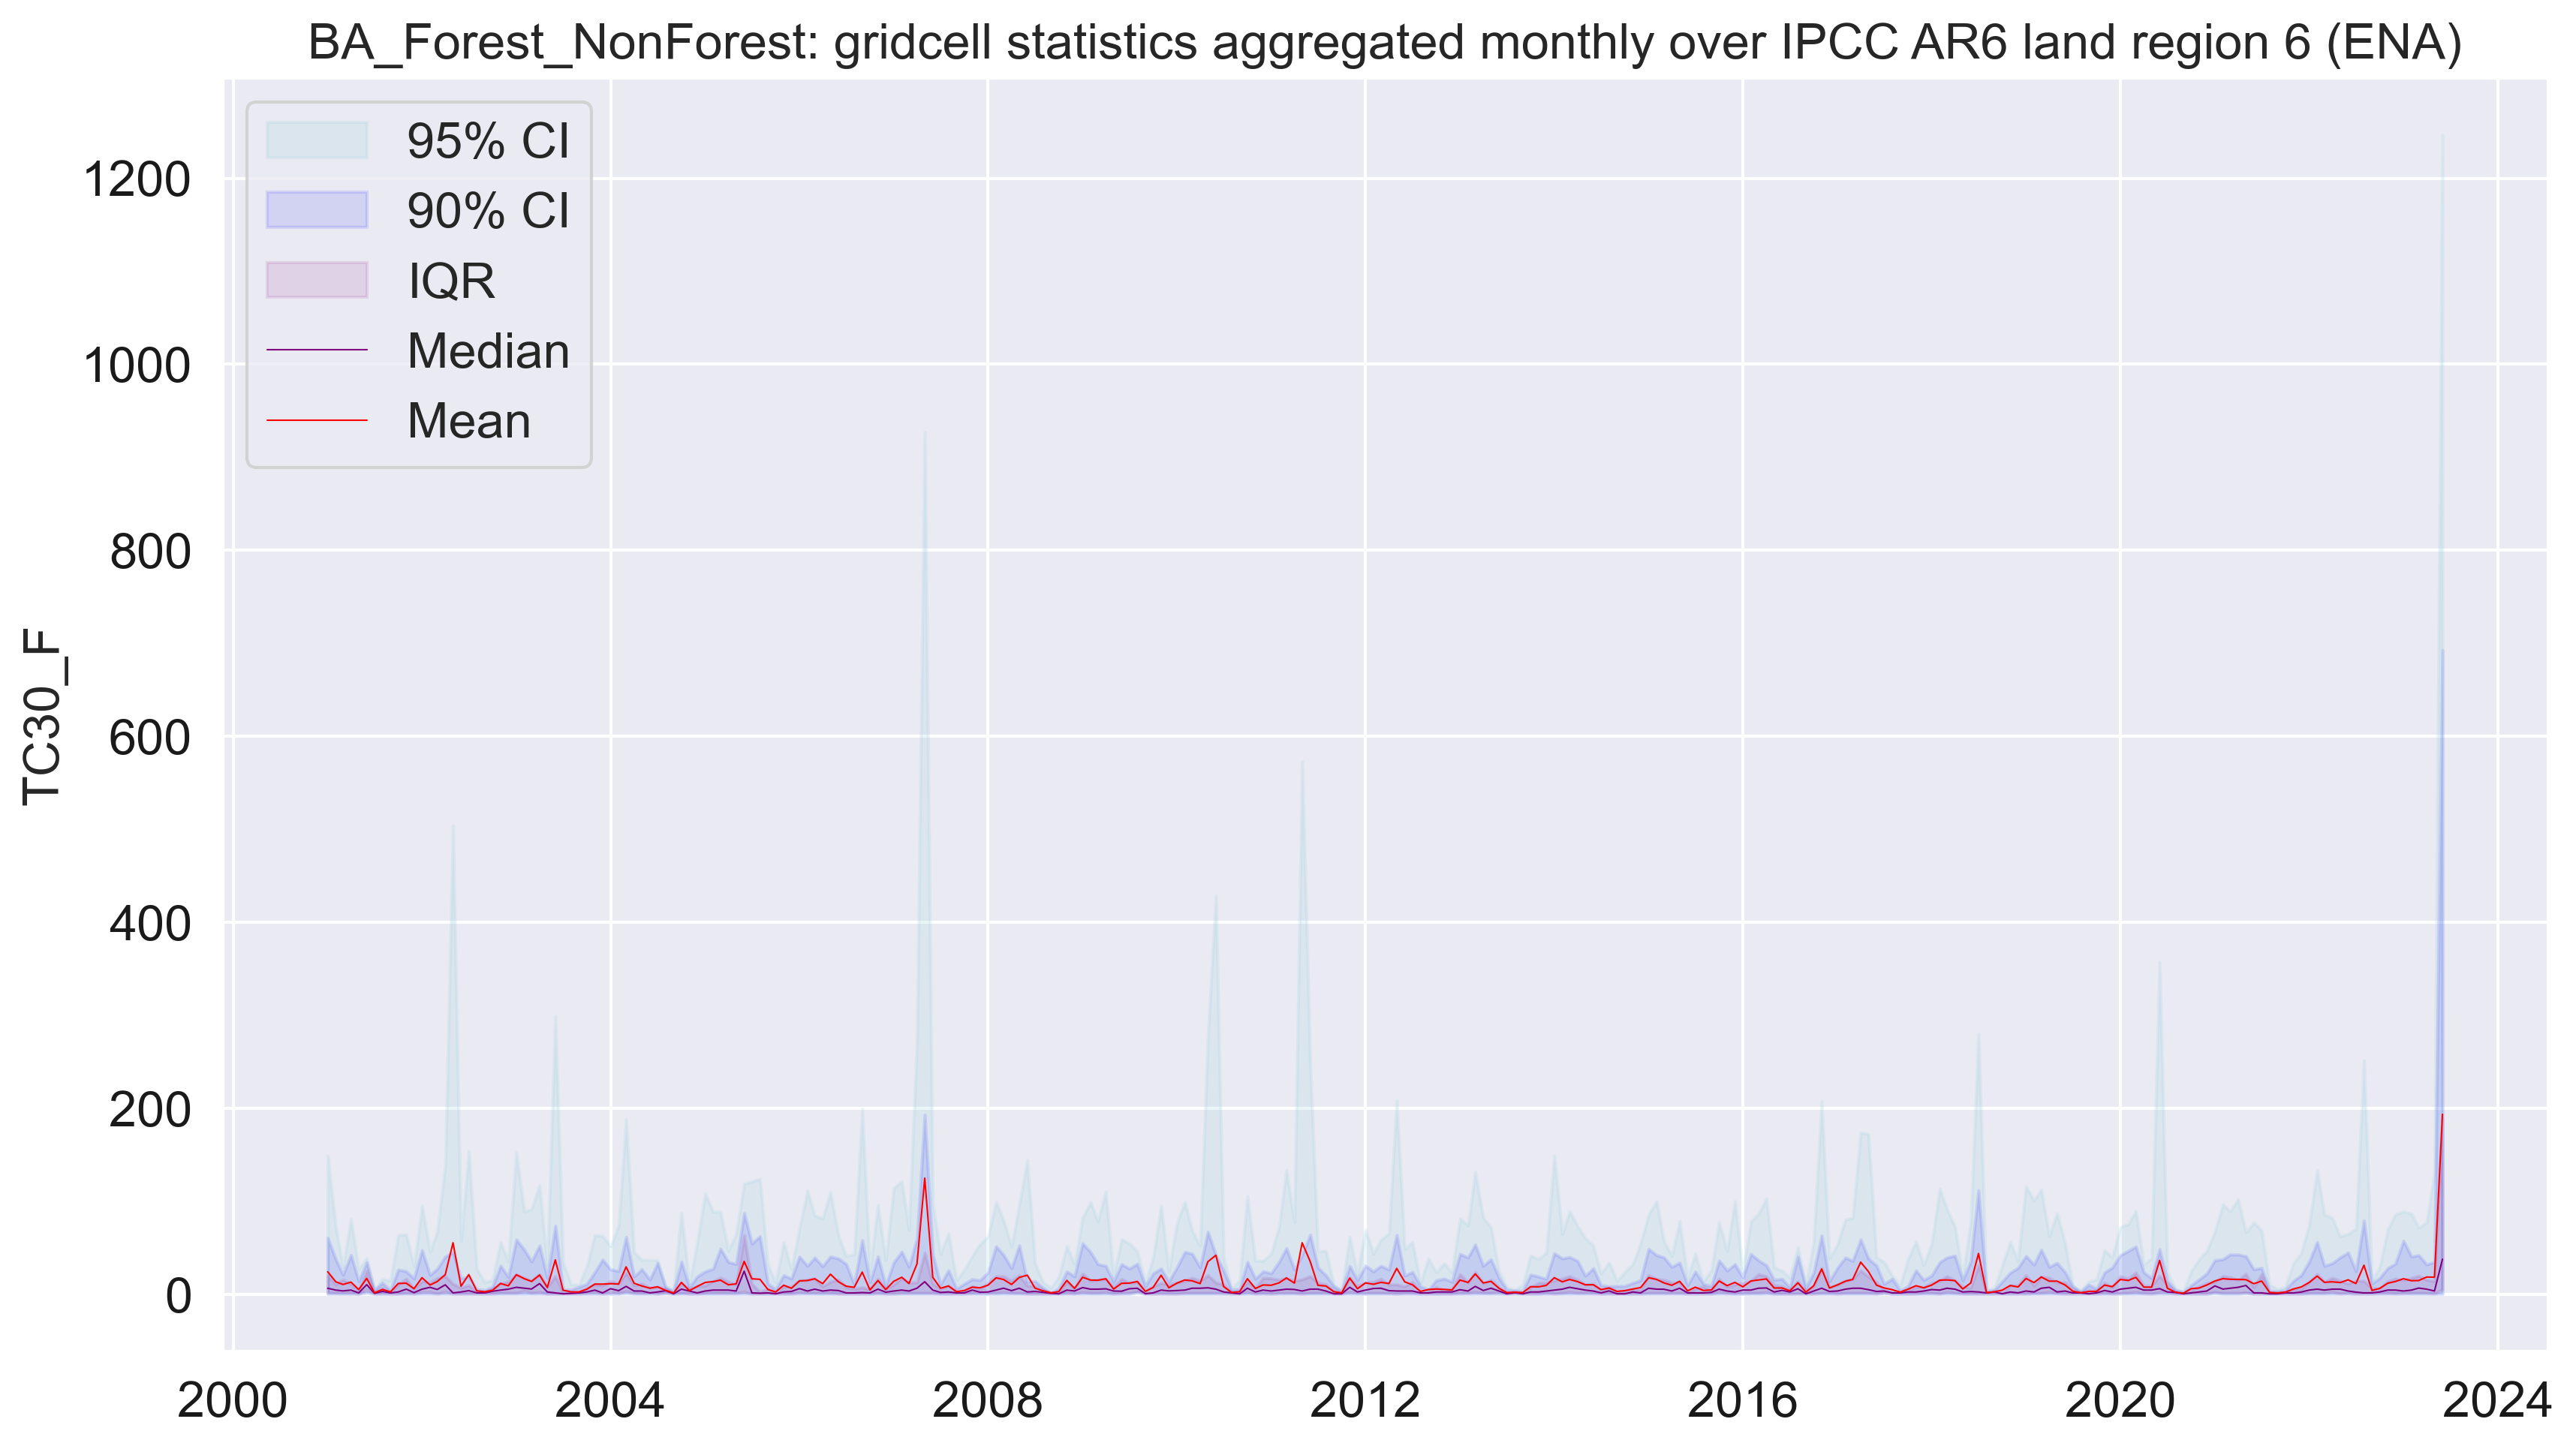 BA_Forest_NonForest: gridcell statistics aggregated monthly over IPCC AR6 land region 6 (ENA)
95% CI
90% CI
IQR
Median
Mean
TC30_F
1200
1000
800
600
400
200
0
2000 2004 2008 2012 2016 2020 2024